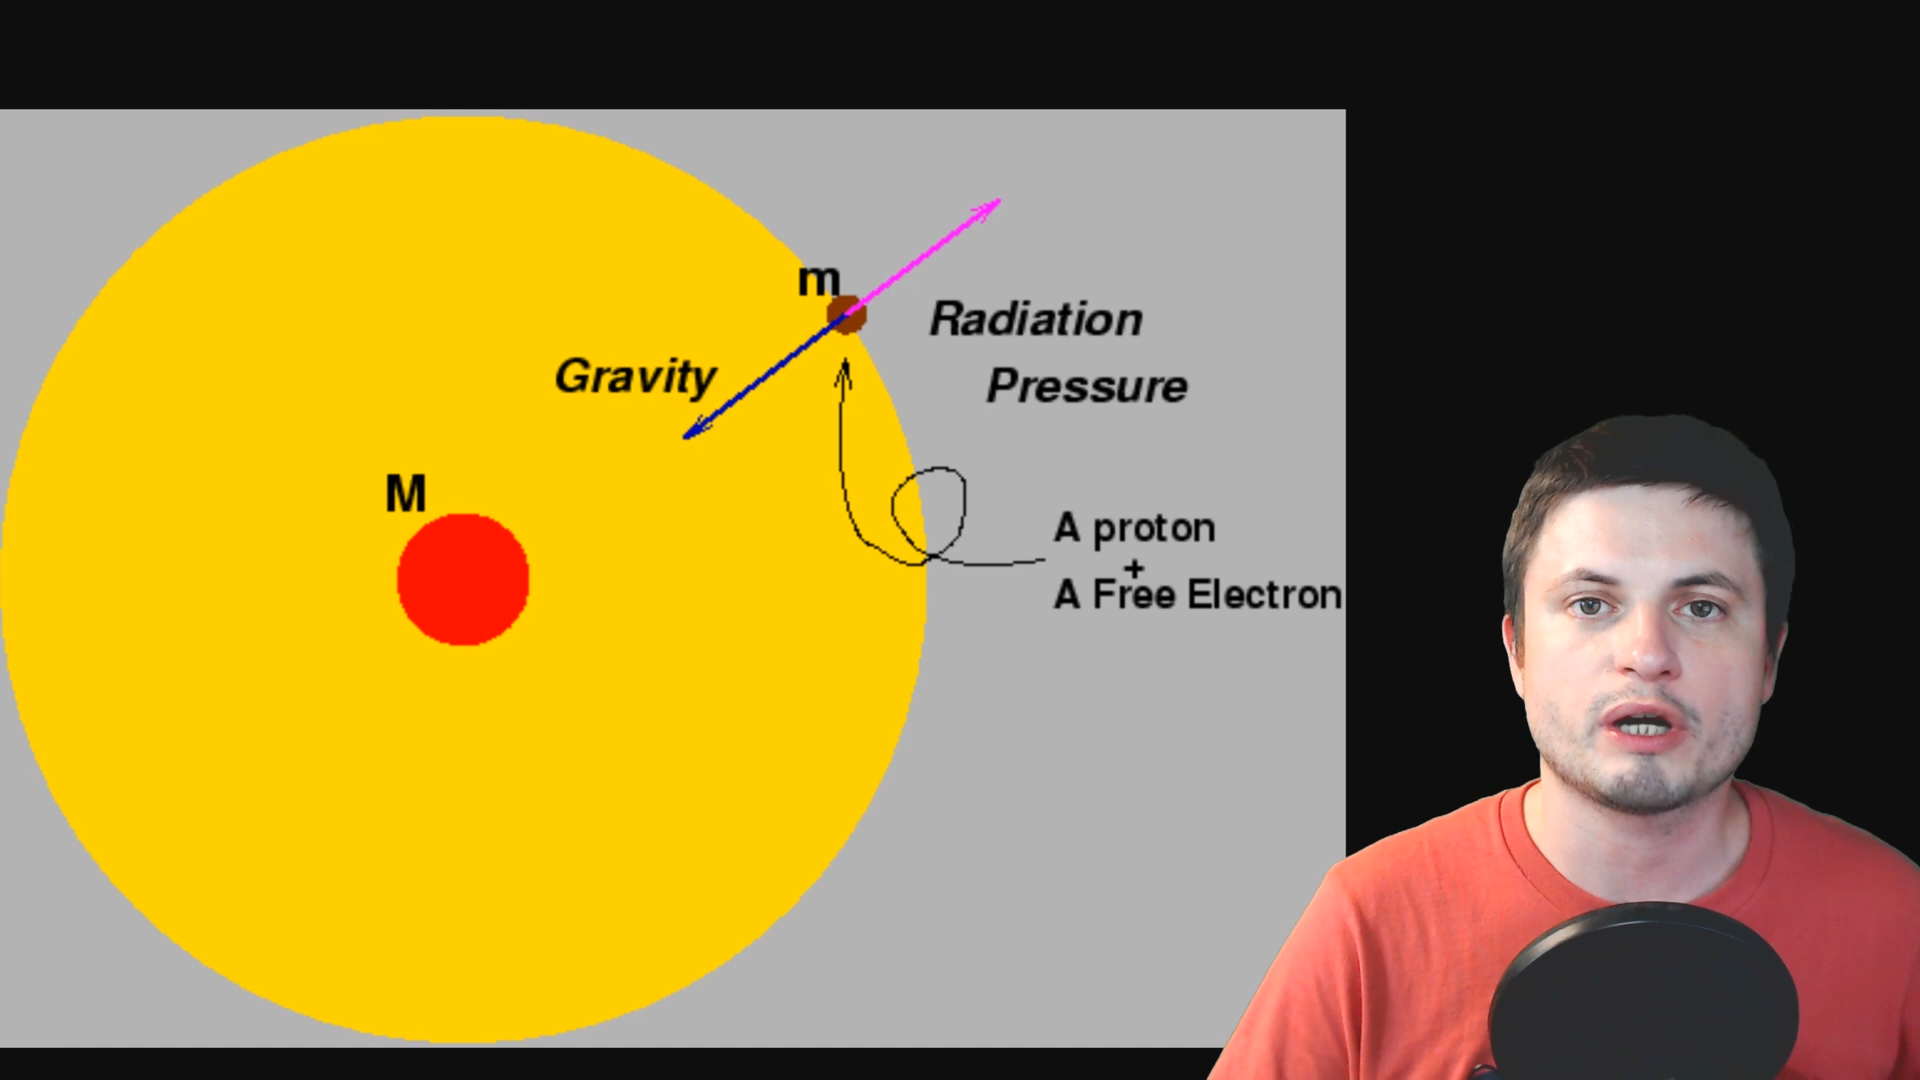 m
Radiation
Pressure
Gravity
M
A proton
+
A Free Electron